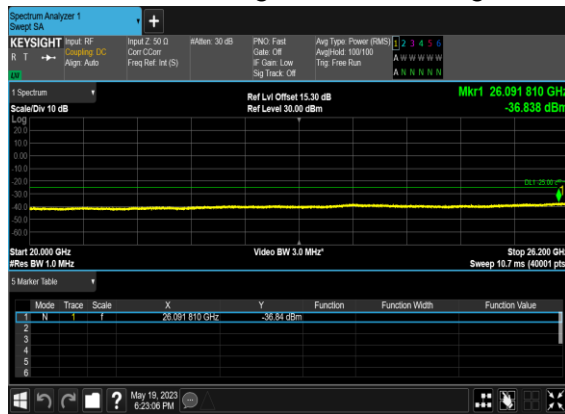 Spectrum Analyzer 1
Swept SA
KEYSIGHT
R T
Input: RF
Coupling: DC
Align: Auto
Input Z: 50 Ω
Corr CCorr
Freq Ref: Int (S)
#Atten: 30 dB
PNO: Fast
Gate: Off
IF Gain: Low
Sig Track: Off
Avg Type: Power (RMS)
Avg|Hold: 100/100
Trig: Free Run
1 2 3 4 5 6
A W W W W W
A N N N N N
LW
1 Spectrum
Scale/Div 10 dB
Ref Lvl Offset 15.30 dB
Ref Level 30.00 dBm
Mkr1 26.091 810 GHz
-36.838 dBm
Log
20.0
10.0
0.00
-10.0
-20.0
-30.0
-40.0
-50.0
-60.0
DL1 -25.00
1
Start 20.000 GHz
#Res BW 1.0 MHz
Video BW 3.0 MHz*
Stop 26.200 GHz
Sweep 10.7 ms (40001 pts)
5 Marker Table
Mode Trace Scale X Y Function Function Width Function Value
1 N 1 f 26.091 810 GHz -36.84 dBm
2
3
4
5
6
?
May 19, 2023
6:23:06 PM